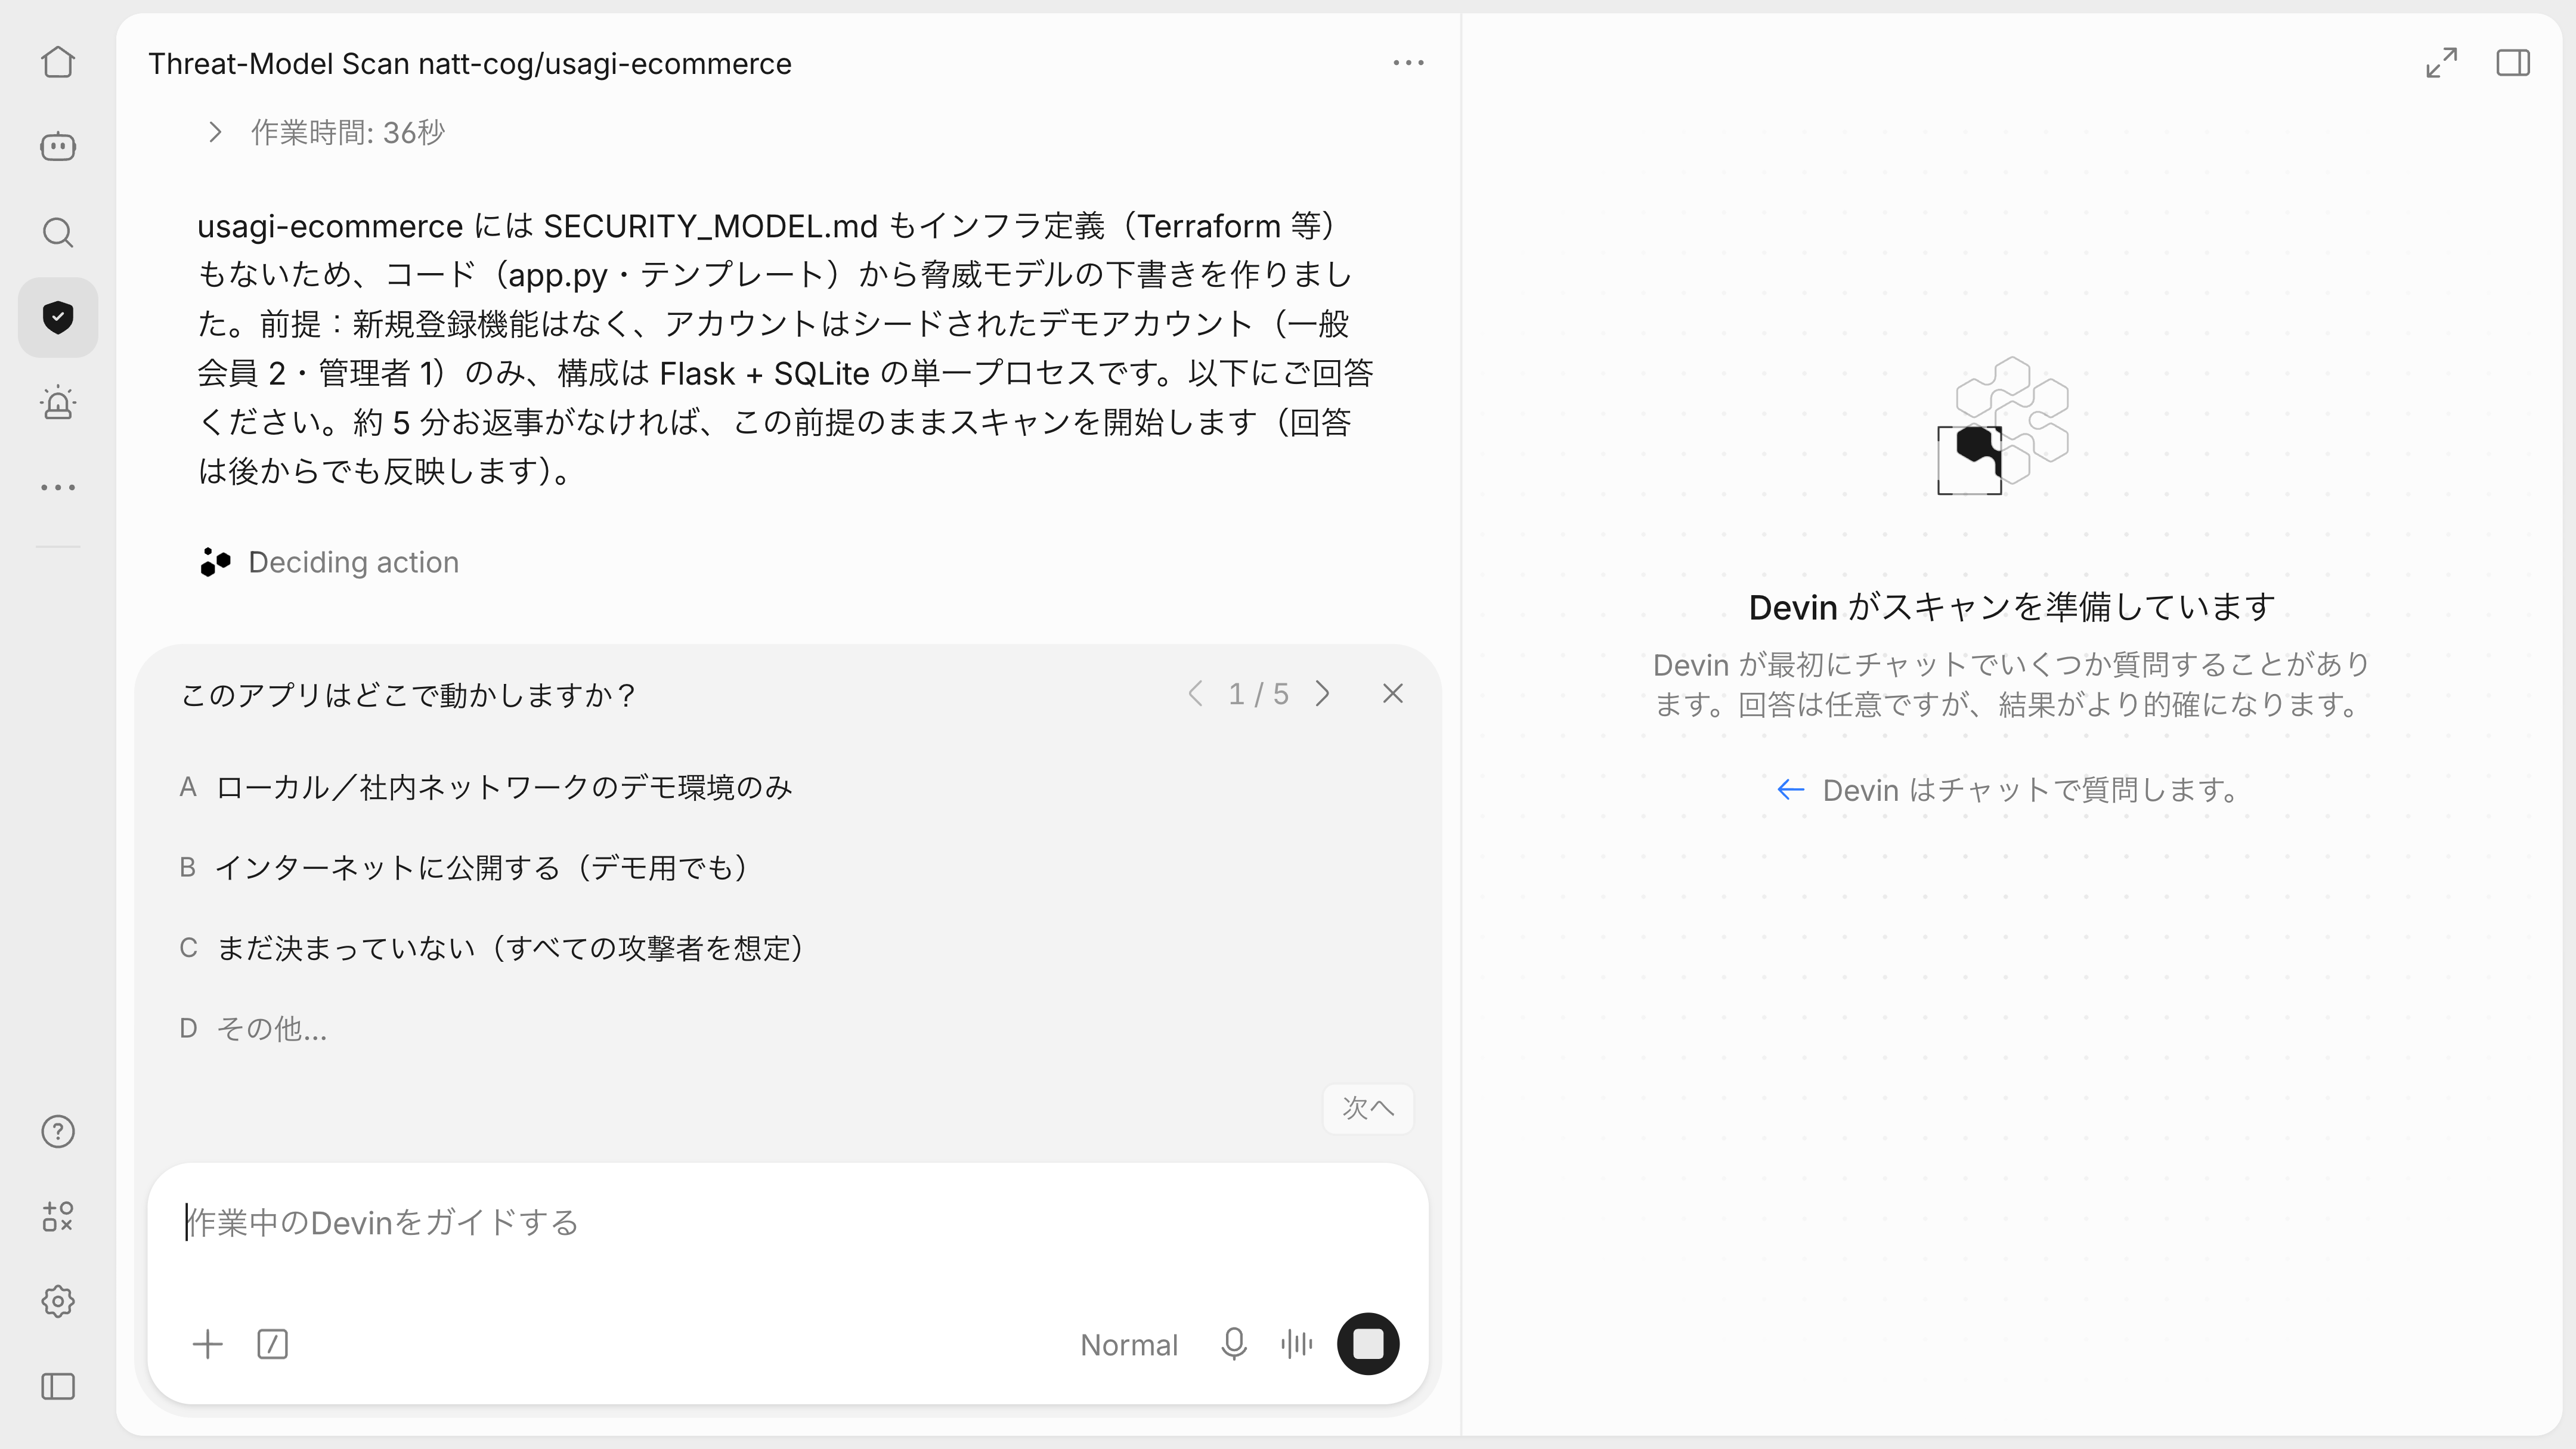 Threat-Model Scan natt-cog/usagi-ecommerce
作業時間: 36秒
usagi-ecommerce には SECURITY_MODEL.md もインフラ定義（Terraform 等）
もないため、コード（app.py・テンプレート）から脅威モデルの下書きを作りまし
た。前提：新規登録機能はなく、アカウントはシードされたデモアカウント（一般
会員 2・管理者 1）のみ、構成は Flask + SQLite の単一プロセスです。以下にご回答
ください。約 5 分お返事がなければ、この前提のままスキャンを開始します（回答
は後からでも反映します）。
Deciding action
このアプリはどこで動かしますか？
1 / 5
A ローカル／社内ネットワークのデモ環境のみ
B インターネットに公開する（デモ用でも）
C まだ決まっていない（すべての攻撃者を想定）
D その他...
次へ
作業中のDevinをガイドする
Normal
Devin がスキャンを準備しています
Devin が最初にチャットでいくつか質問することがあり
ます。回答は任意ですが、結果がより的確になります。
Devin はチャットで質問します。